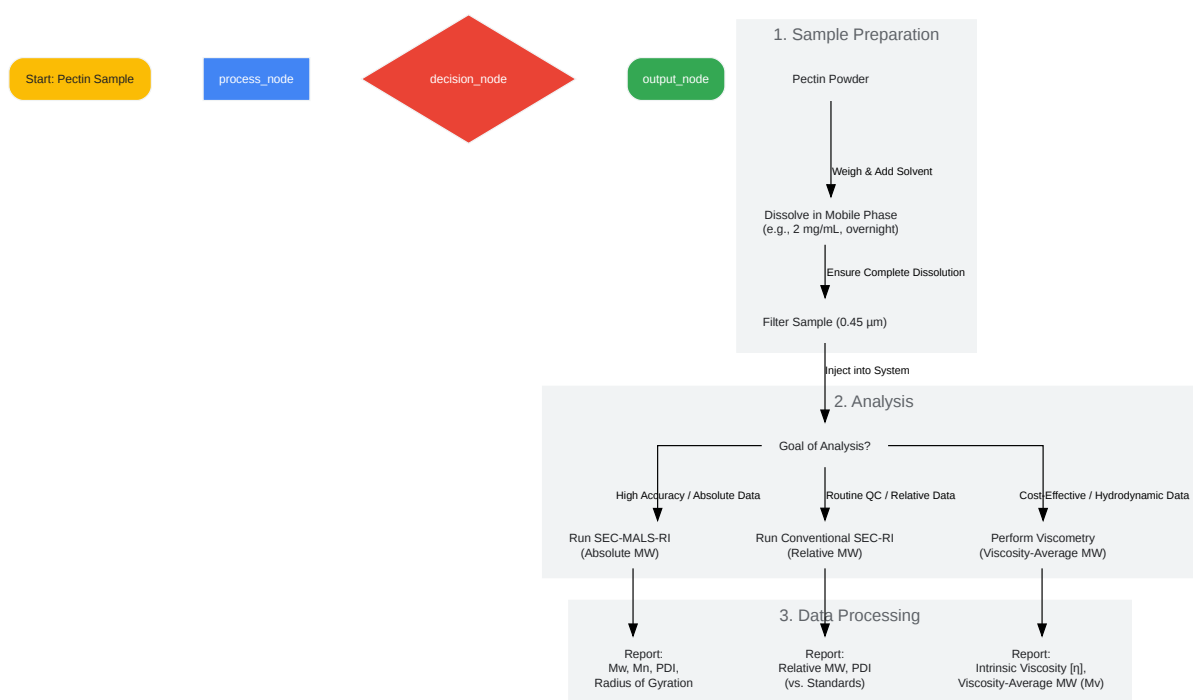 Start: Pectin Sample
process_node
decision_node
output_node
1. Sample Preparation
Pectin Powder
Weigh & Add Solvent
Dissolve in Mobile Phase
(e.g., 2 mg/mL, overnight)
Ensure Complete Dissolution
Filter Sample (0.45 µm)
Inject into System
2. Analysis
Goal of Analysis?
High Accuracy / Absolute Data
Routine QC / Relative Data
Cost-Effective / Hydrodynamic Data
Run SEC-MALS-RI
(Absolute MW)
Run Conventional SEC-RI
(Relative MW)
Perform Viscometry
(Viscosity-Average MW)
3. Data Processing
Report:
Mw, Mn, PDI,
Radius of Gyration
Report:
Relative MW, PDI
(vs. Standards)
Report:
Intrinsic Viscosity [η],
Viscosity-Average MW (Mv)